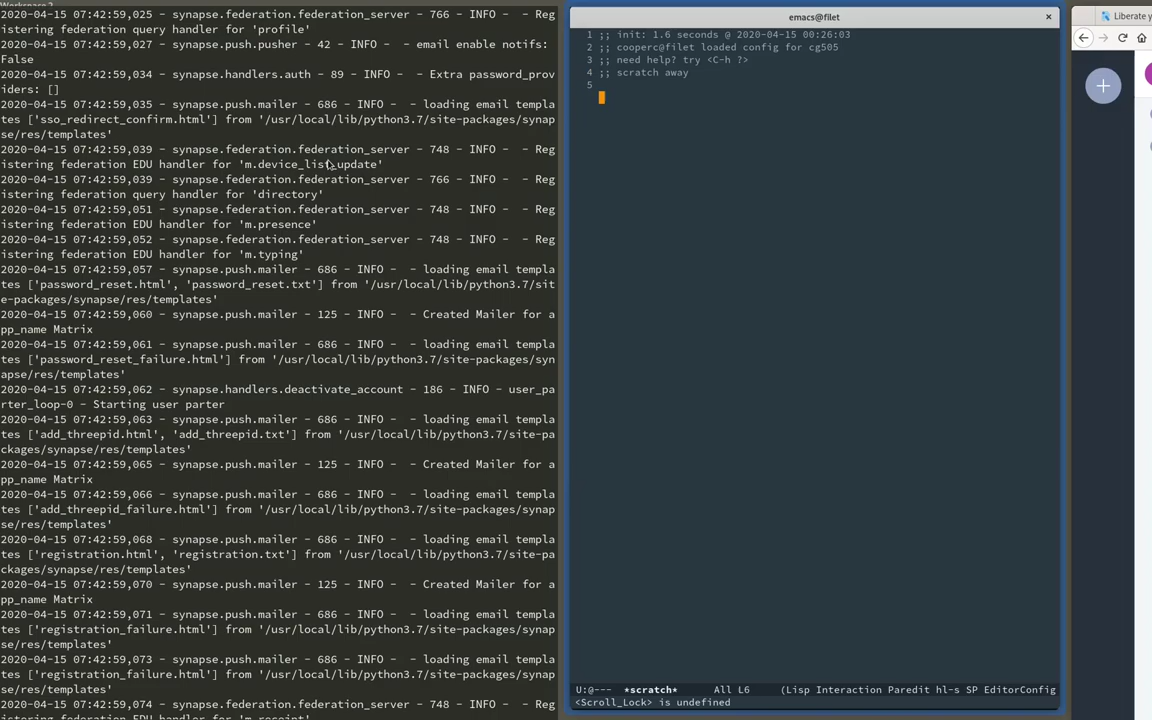 2020-04-15 07:42:59,025 - synapse.federation.federation_server - 766 - INFO -  - Reg
istering federation query handler for 'profile'
2020-04-15 07:42:59,027 - synapse.push.pusher - 42 - INFO -  - email enable notifs:
False
2020-04-15 07:42:59,034 - synapse.handlers.auth - 89 - INFO -  - Extra password_prov
iders: []
2020-04-15 07:42:59,035 - synapse.push.mailer - 686 - INFO -  - loading email templa
tes ['sso_redirect_confirm.html'] from '/usr/local/lib/python3.7/site-packages/synap
se/res/templates'
2020-04-15 07:42:59,039 - synapse.federation.federation_server - 748 - INFO -  - Reg
istering federation EDU handler for 'm.device_list_update'
2020-04-15 07:42:59,039 - synapse.federation.federation_server - 766 - INFO -  - Reg
istering federation query handler for 'directory'
2020-04-15 07:42:59,051 - synapse.federation.federation_server - 748 - INFO -  - Reg
istering federation EDU handler for 'm.presence'
2020-04-15 07:42:59,052 - synapse.federation.federation_server - 748 - INFO -  - Reg
istering federation EDU handler for 'm.typing'
2020-04-15 07:42:59,057 - synapse.push.mailer - 686 - INFO -  - loading email templa
tes ['password_reset.html', 'password_reset.txt'] from '/usr/local/lib/python3.7/sit
e-packages/synapse/res/templates'
2020-04-15 07:42:59,060 - synapse.push.mailer - 125 - INFO -  - Created Mailer for a
pp_name Matrix
2020-04-15 07:42:59,061 - synapse.push.mailer - 686 - INFO -  - loading email templa
tes ['password_reset_failure.html'] from '/usr/local/lib/python3.7/site-packages/syn
apse/res/templates'
2020-04-15 07:42:59,062 - synapse.handlers.deactivate_account - 186 - INFO - user_pa
rter_loop-0 - Starting user parter
2020-04-15 07:42:59,063 - synapse.push.mailer - 686 - INFO -  - loading email templa
tes ['add_threepid.html', 'add_threepid.txt'] from '/usr/local/lib/python3.7/site-pa
ckages/synapse/res/templates'
2020-04-15 07:42:59,065 - synapse.push.mailer - 125 - INFO -  - Created Mailer for a
pp_name Matrix
2020-04-15 07:42:59,066 - synapse.push.mailer - 686 - INFO -  - loading email templa
tes ['add_threepid_failure.html'] from '/usr/local/lib/python3.7/site-packages/synap
se/res/templates'
2020-04-15 07:42:59,068 - synapse.push.mailer - 686 - INFO -  - loading email templa
tes ['registration.html', 'registration.txt'] from '/usr/local/lib/python3.7/site-pa
ckages/synapse/res/templates'
2020-04-15 07:42:59,070 - synapse.push.mailer - 125 - INFO -  - Created Mailer for a
pp_name Matrix
2020-04-15 07:42:59,071 - synapse.push.mailer - 686 - INFO -  - loading email templa
tes ['registration_failure.html'] from '/usr/local/lib/python3.7/site-packages/synap
se/res/templates'
2020-04-15 07:42:59,073 - synapse.push.mailer - 686 - INFO -  - loading email templa
tes ['registration_failure.html'] from '/usr/local/lib/python3.7/site-packages/synap
se/res/templates'
2020-04-15 07:42:59,074 - synapse.federation.federation_server - 748 - INFO -  - Reg
istering federation EDU handler for 'm.receipt'
emacs@filet ×
1 ;; init: 1.6 seconds @ 2020-04-15 00:26:03
2 ;; cooperc@filet loaded config for cg505
3 ;; need help? try <C-h ?>
4 ;; scratch away
5
U:@---  *scratch*      All L6     (Lisp Interaction Paredit hl-s SP EditorConfig
<Scroll_Lock> is undefined
Liberate y